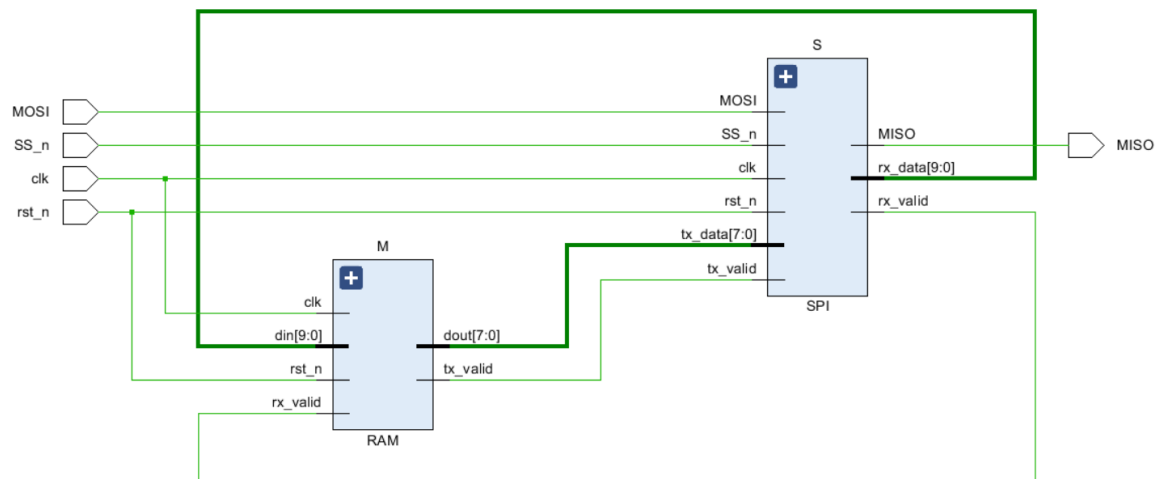 S
MOSI
MOSI
SS_n
SS_n
MISO
MISO
clk
clk
rx_data[9:0]
rst_n
rst_n
rx_valid
tx_data[7:0]
M
tx_valid
clk
SPI
din[9:0]
dout[7:0]
rst_n
tx_valid
rx_valid
RAM